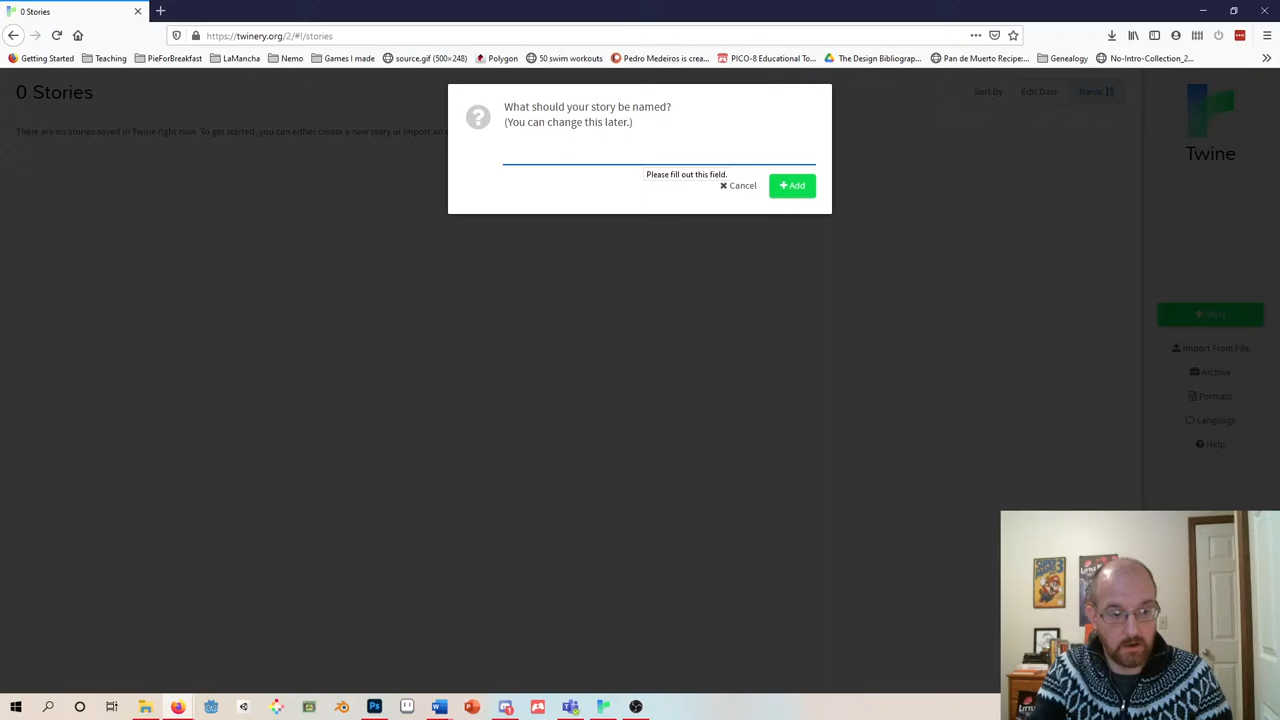 0 Stories
https://twinery.org/2/#!/stories
Getting Started
Teaching
PieForBreakfast
LaMancha
Nemo
Games I made
source.gif (500×248)
Polygon
50 swim workouts
Pedro Medeiros is creat...
PICO-8 Educational To...
The Design Bibliograp...
Pan de Muerto Recipe:...
Genealogy
No-Intro-Collection_2...
0 Stories
Sort By
Edit Date
Name
There are no stories saved in Twine right now. To get started, you can either create a new story or import an e
What should your story be named?
(You can change this later.)
Please fill out this field.
Cancel
+ Add
Twine
+ Story
Import From File
Archive
Formats
Language
Help